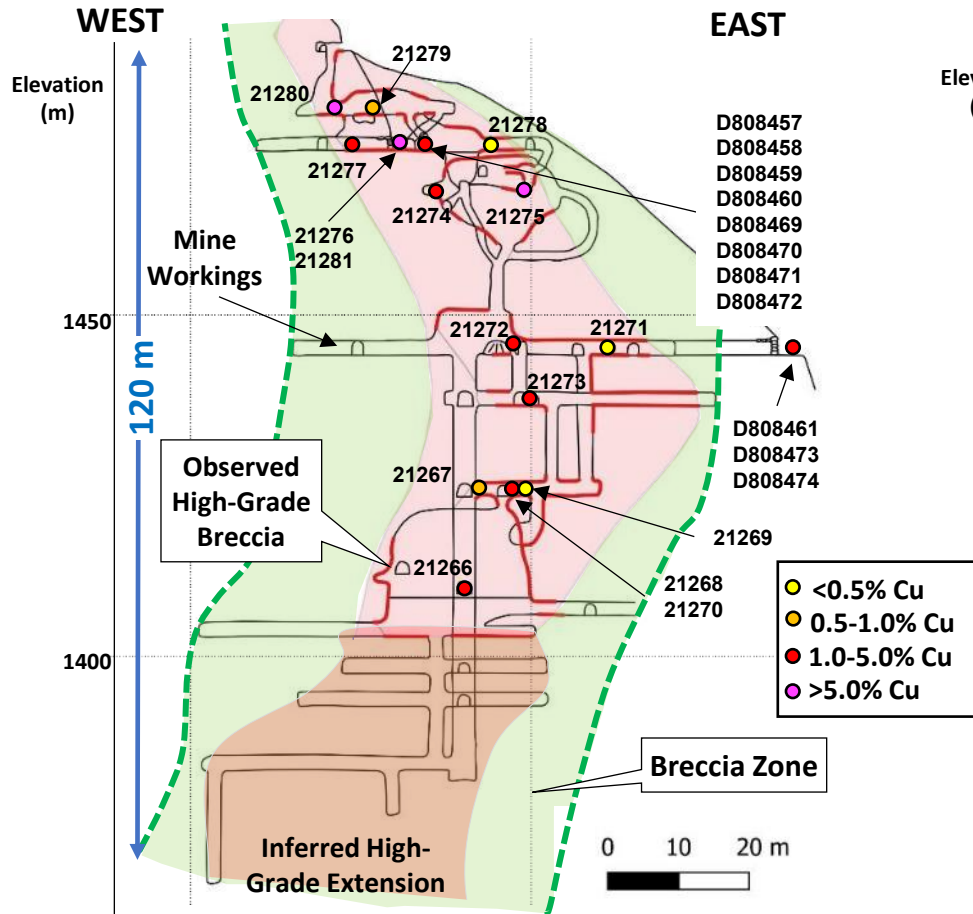 WEST
EAST
Elevation
(m)
21279
21280
21278
21277
21274
21275
21276
21281
Mine
Workings
D808457
D808458
D808459
D808460
D808469
D808470
D808471
D808472
1450
21272
21271
21273
120 m
D808461
D808473
D808474
Observed
High-Grade
Breccia
21267
21269
21266
21268
21270
<0.5% Cu
0.5-1.0% Cu
1.0-5.0% Cu
>5.0% Cu
1400
Breccia Zone
Inferred High-
Grade Extension
0 10 20 m
Elev
(